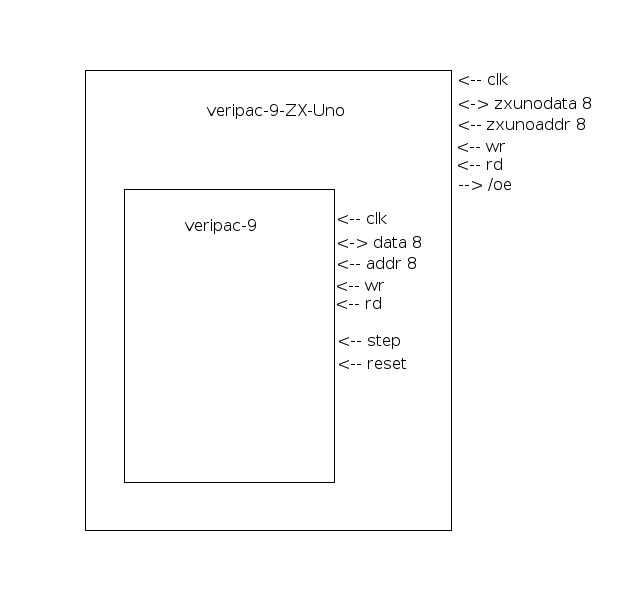 <-- clk
<-> zxunodata 8
veripac-9-ZX-Uno
<-- zxunoaddr 8
<-- wr
<-- rd
--> /oe
veripac-9
<-- clk
<-> data 8
<-- addr 8
<-- wr
<-- rd
<-- step
<-- reset